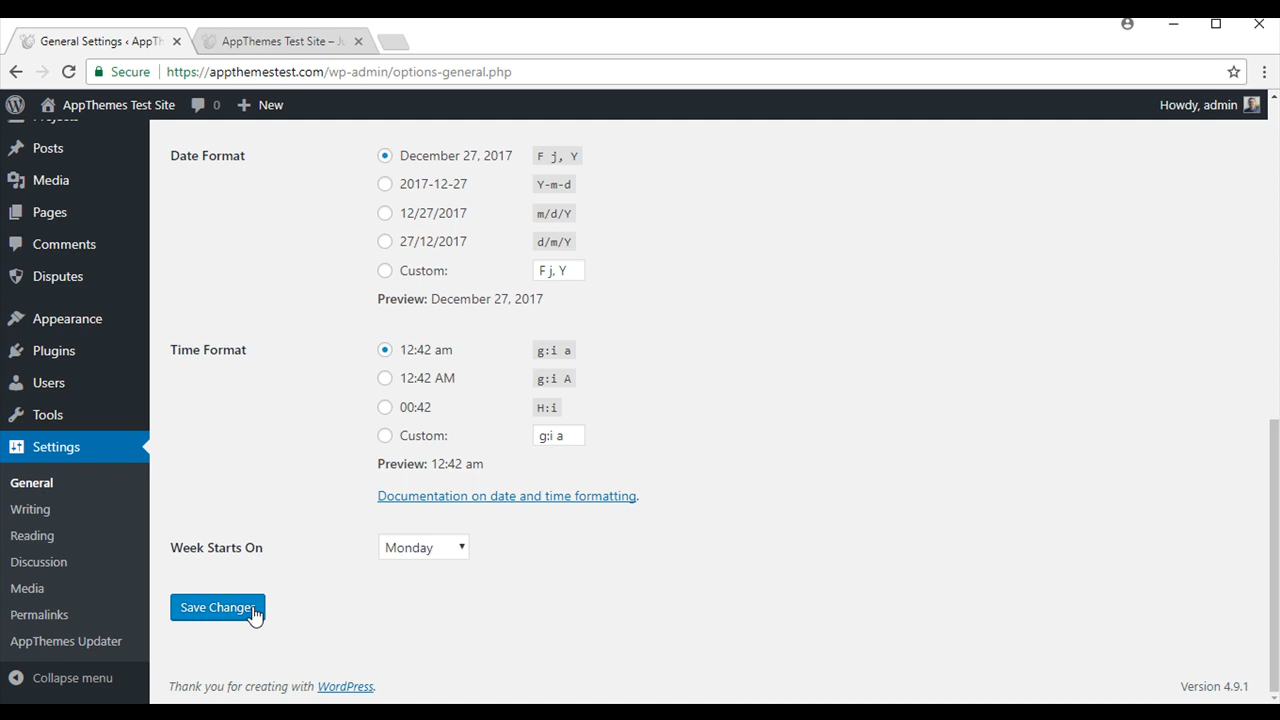 General Settings ‹ AppTh
AppThemes Test Site – Ju
Secure
https://appthemestest.com/wp-admin/options-general.php
AppThemes Test Site
0
New
Howdy, admin
Projects
Posts
Media
Pages
Comments
Disputes
Appearance
Plugins
Users
Tools
Settings
General
Writing
Reading
Discussion
Media
Permalinks
AppThemes Updater
Collapse menu
Date Format
December 27, 2017 F j, Y
2017-12-27 Y-m-d
12/27/2017 m/d/Y
27/12/2017 d/m/Y
Custom: F j, Y
Preview: December 27, 2017
Time Format
12:42 am g:i a
12:42 AM g:i A
00:42 H:i
Custom: g:i a
Preview: 12:42 am
Documentation on date and time formatting.
Week Starts On
Monday
Save Changes
Thank you for creating with WordPress.
Version 4.9.1